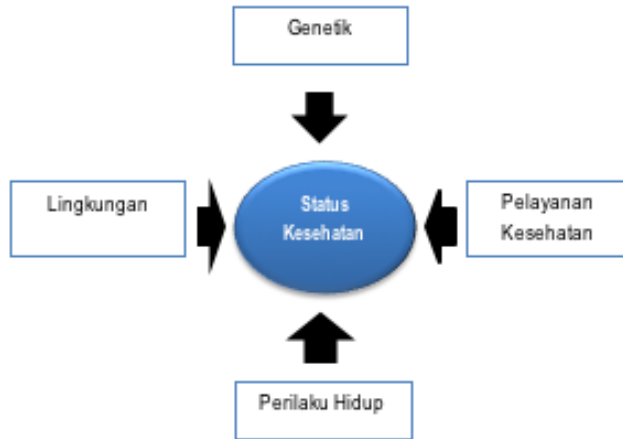 Genetik
Lingkungan
Status
Kesehatan
Pelayanan
Kesehatan
Perilaku Hidup